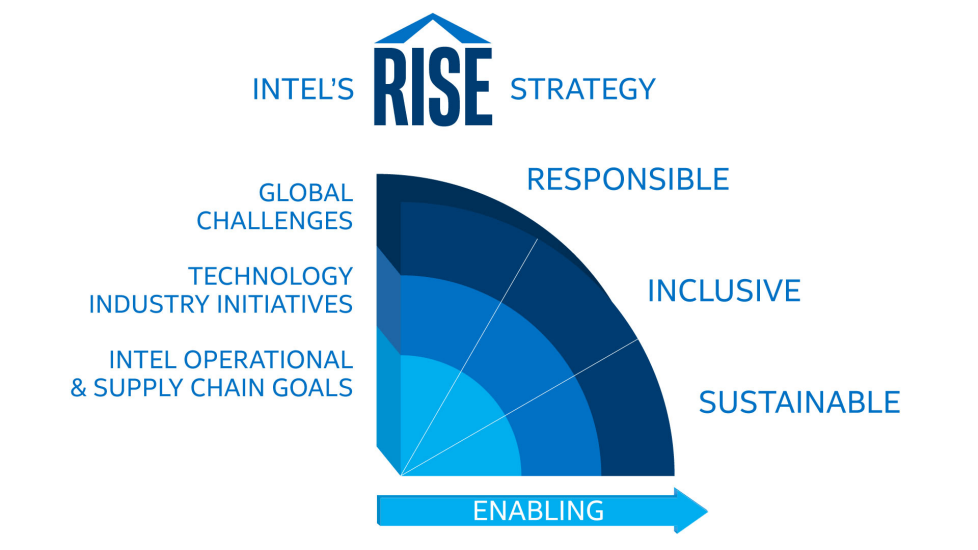 INTEL'S RISE STRATEGY
RESPONSIBLE
GLOBAL
CHALLENGES
TECHNOLOGY
INDUSTRY INITIATIVES
INCLUSIVE
INTEL OPERATIONAL
& SUPPLY CHAIN GOALS
SUSTAINABLE
ENABLING